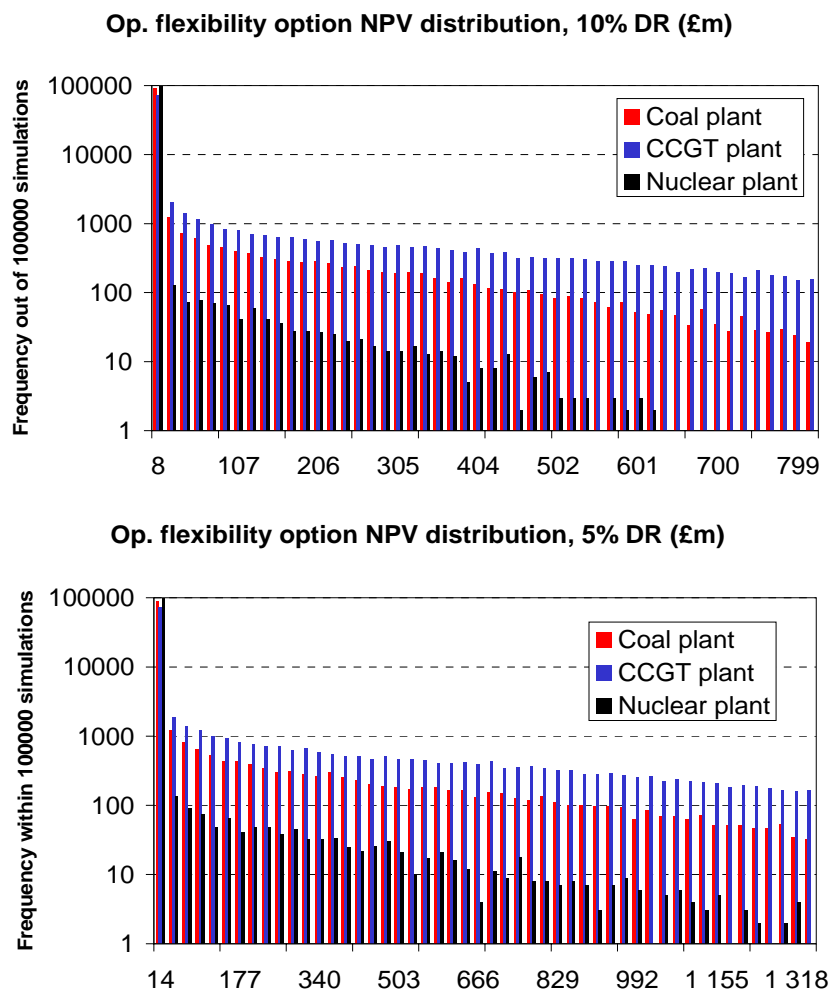 Op. flexibility option NPV distribution, 10% DR (£m)
Frequency out of 100000 simulations
100000
10000
1000
100
10
1
Coal plant
CCGT plant
Nuclear plant
8 107 206 305 404 502 601 700 799
Op. flexibility option NPV distribution, 5% DR (£m)
Frequency within 100000 simulations
100000
10000
1000
100
10
1
Coal plant
CCGT plant
Nuclear plant
14 177 340 503 666 829 992 1 155 1 318